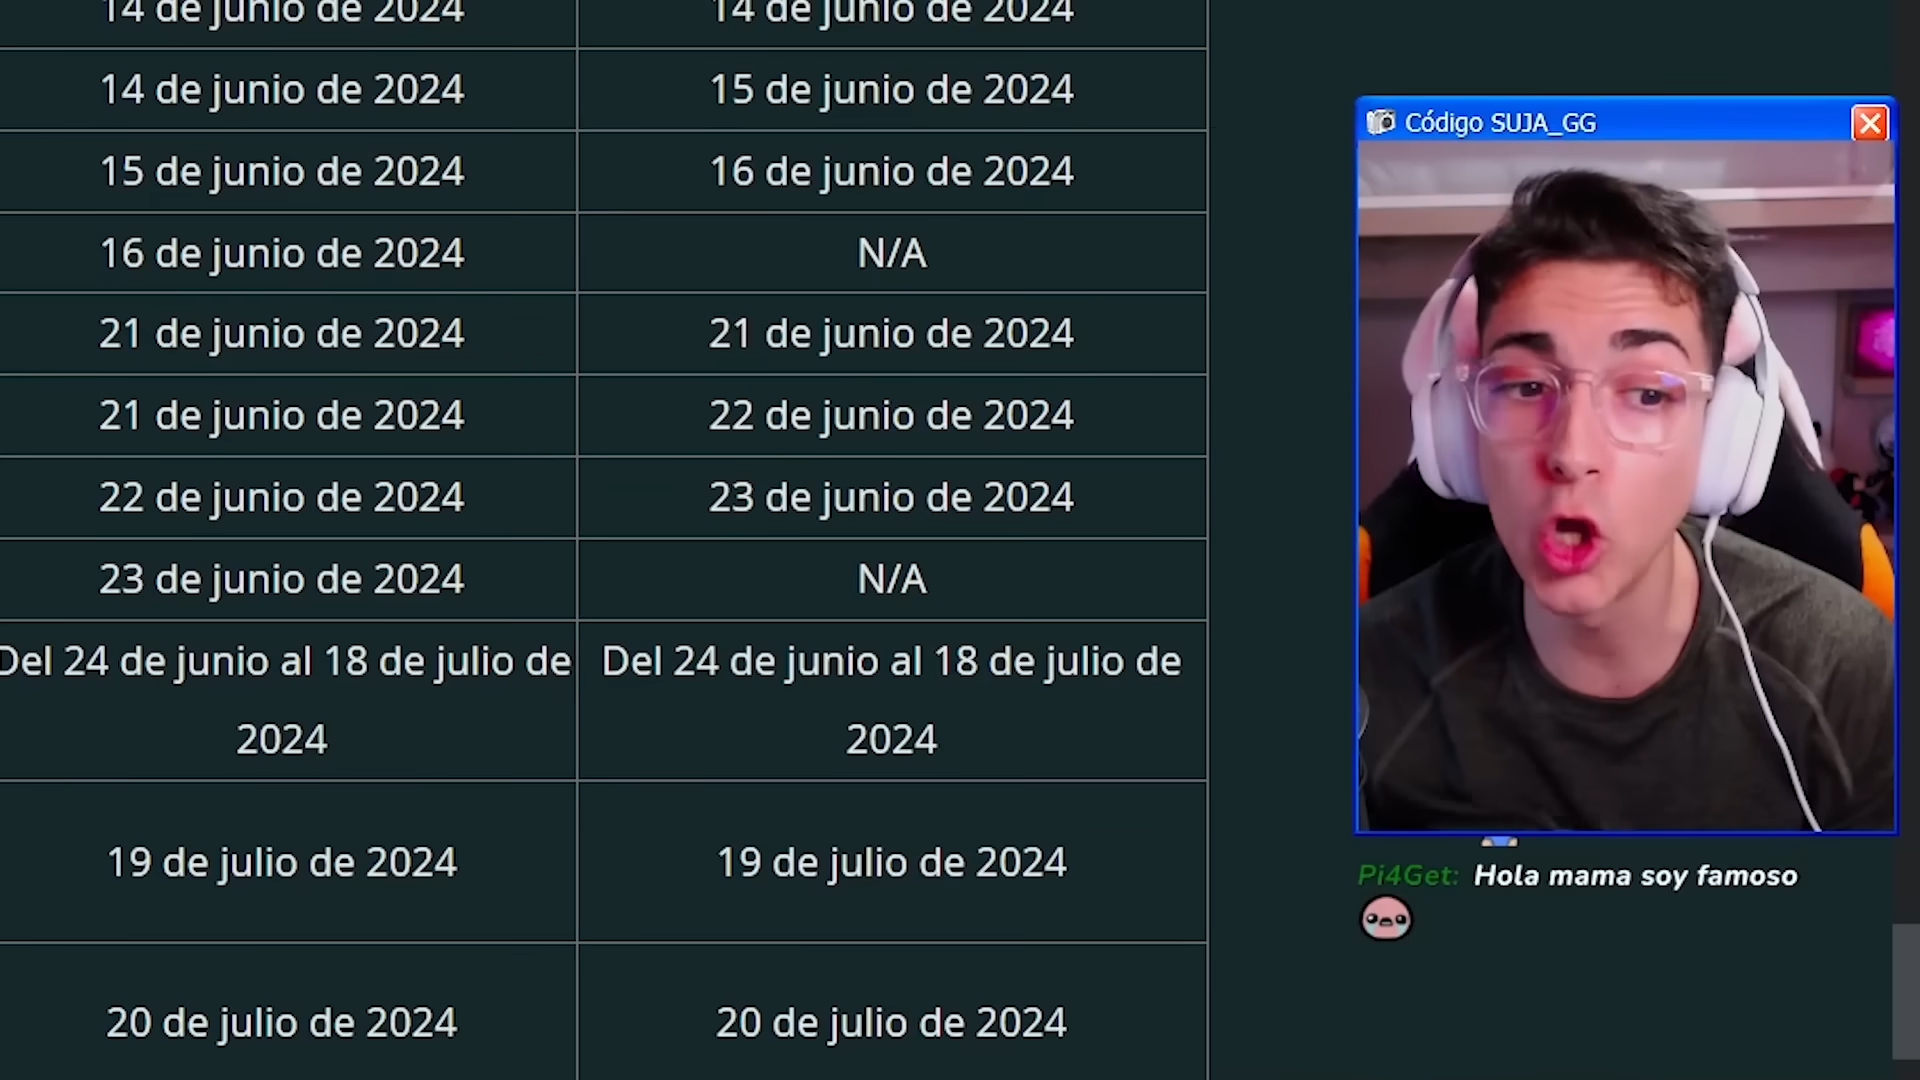 14 de junio de 2024 14 de junio de 2024
14 de junio de 2024 15 de junio de 2024
15 de junio de 2024 16 de junio de 2024
16 de junio de 2024 N/A
21 de junio de 2024 21 de junio de 2024
21 de junio de 2024 22 de junio de 2024
22 de junio de 2024 23 de junio de 2024
23 de junio de 2024 N/A
Del 24 de junio al 18 de julio de Del 24 de junio al 18 de julio de
2024 2024
19 de julio de 2024 19 de julio de 2024
20 de julio de 2024 20 de julio de 2024
Código SUJA_GG
Pi4Get: Hola mama soy famoso